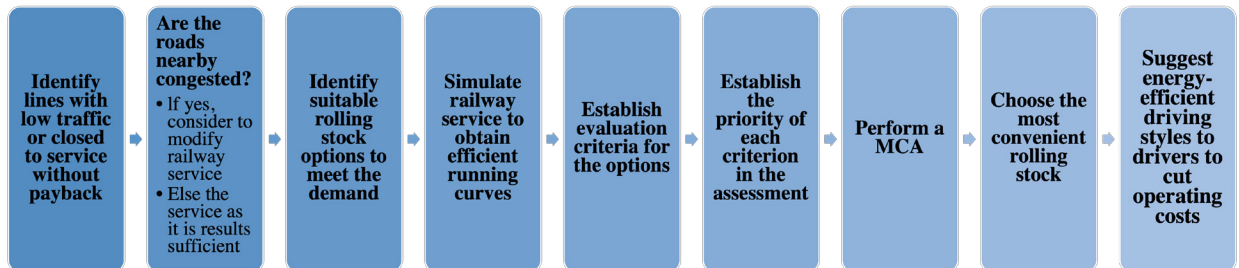 Identify
lines with
low traffic
or closed
to service
without
payback
Are the
roads
nearby
congested?
• If yes,
consider to
modify
railway
service
• Else the
service as
it is results
sufficient
Identify
suitable
rolling
stock
options to
meet the
demand
Simulate
railway
service to
obtain
efficient
running
curves
Establish
evaluation
criteria for
the options
Establish
the
priority of
each
criterion
in the
assessment
Perform a
MCA
Choose the
most
convenient
rolling
stock
Suggest
energy-
efficient
driving
styles to
drivers to
cut
operating
costs